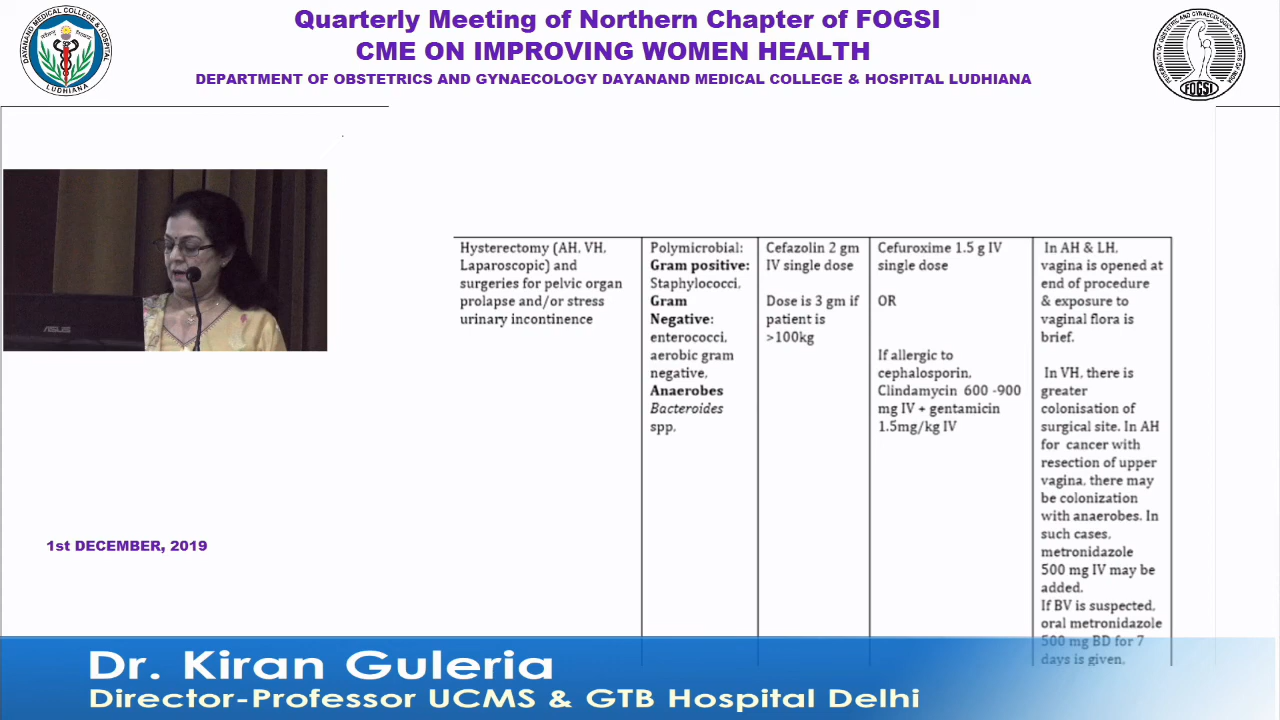 Quarterly Meeting of Northern Chapter of FOGSI
CME ON IMPROVING WOMEN HEALTH
DEPARTMENT OF OBSTETRICS AND GYNAECOLOGY DAYANAND MEDICAL COLLEGE & HOSPITAL LUDHIANA
DAYANAND MEDICAL COLLEGE & HOSPITAL
LUDHIANA
FOGSI
ASUS
Hysterectomy (AH, VH,
Laparoscopic) and
surgeries for pelvic organ
prolapse and/or stress
urinary incontinence
Polymicrobial:
Gram positive:
Staphylococci,
Gram
Negative:
enterococci,
aerobic gram
negative,
Anaerobes
Bacteroides
spp.
Cefazolin 2 gm
IV single dose
Dose is 3 gm if
patient is
>100kg
Cefuroxime 1.5 g IV
single dose
OR
If allergic to
cephalosporin,
Clindamycin 600 -900
mg IV + gentamicin
1.5mg/kg IV
In AH & LH,
vagina is opened at
end of procedure
& exposure to
vaginal flora is
brief.
In VH, there is
greater
colonisation of
surgical site. In AH
for cancer with
resection of upper
vagina, there may
be colonization
with anaerobes. In
such cases,
metronidazole
500 mg IV may be
added.
If BV is suspected,
oral metronidazole
500 mg BD for 7
days is given.
1st DECEMBER, 2019
Dr. Kiran Guleria
Director-Professor UCMS & GTB Hospital Delhi